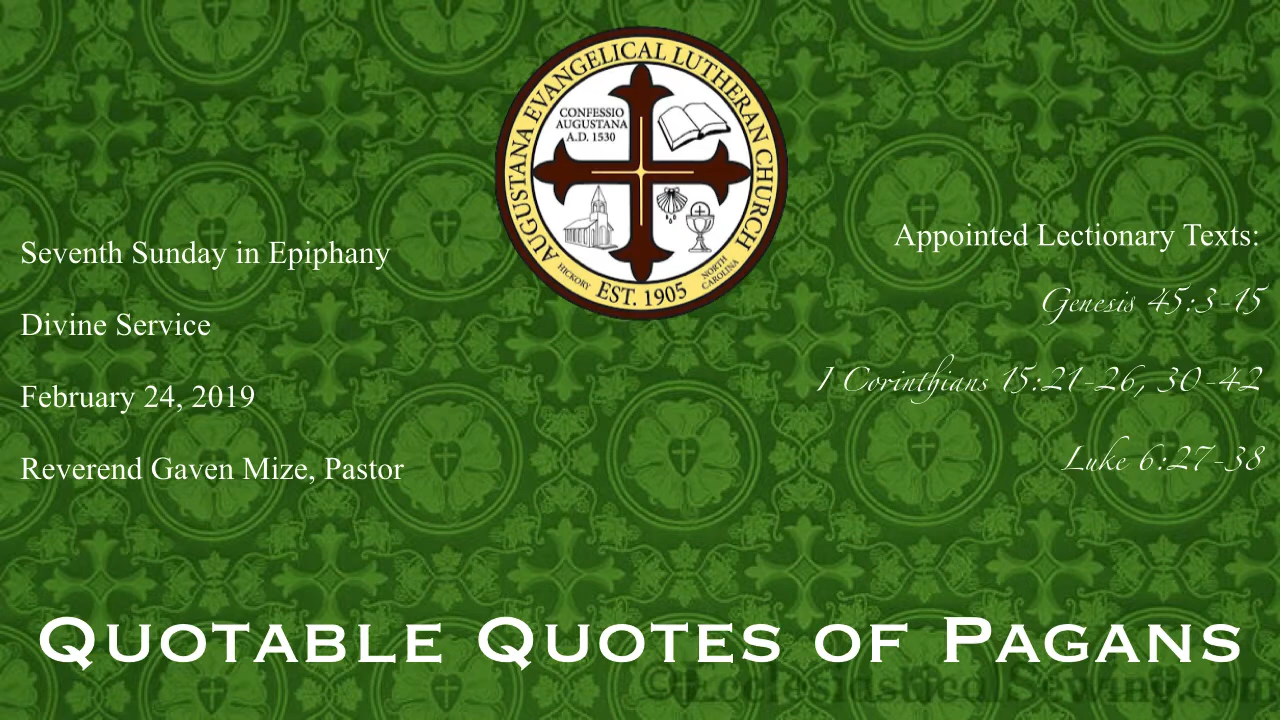 AUGUSTANA EVANGELICAL LUTHERAN CHURCH
CONFESSIO
AUGUSTANA
A.D. 1530
HICKORY
NORTH
CAROLINA
EST. 1905
Seventh Sunday in Epiphany
Divine Service
February 24, 2019
Reverend Gaven Mize, Pastor
Appointed Lectionary Texts:
Genesis 45:3-15
1 Corinthians 15:21-26, 30-42
Luke 6:27-38
QUOTABLE QUOTES OF PAGANS
©EcclesiasticalSewing.com